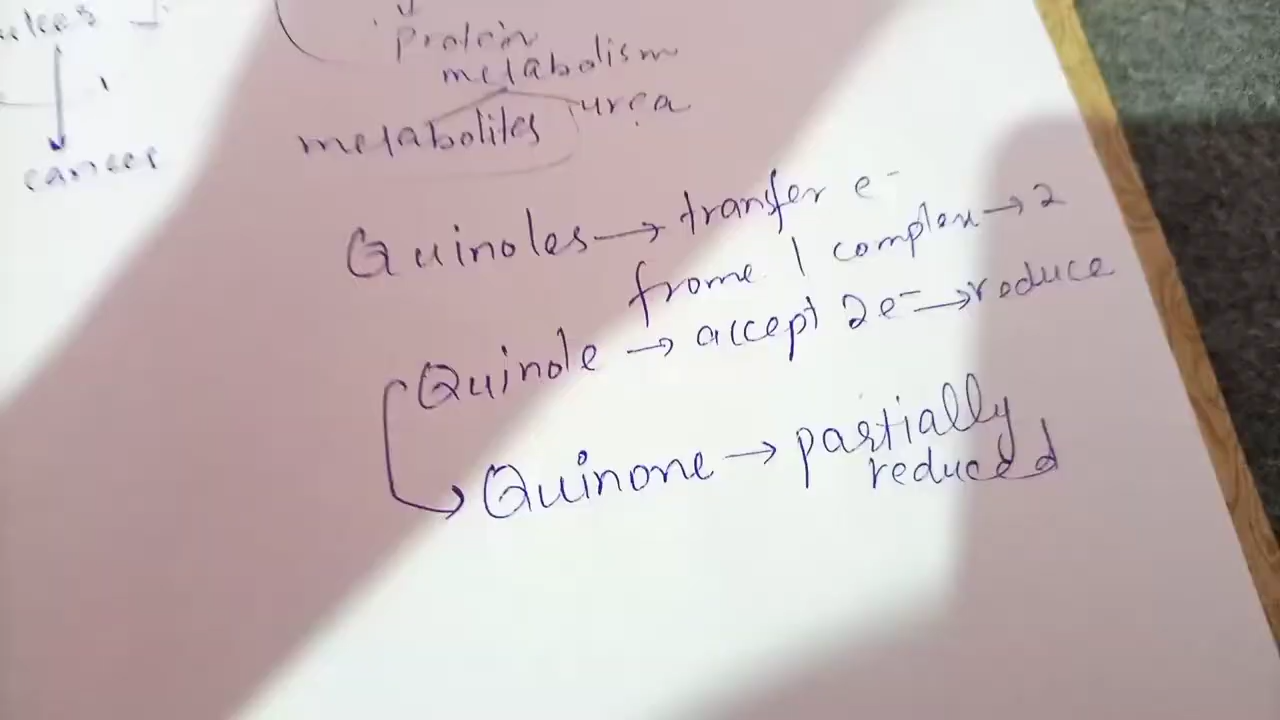 cancer
protein
metabolism
metabolites urea
Quinoles → transfer e⁻
frome 1 complex → 2
Quinole → accept 2e⁻ → reduce
Quinone → partially
reduced